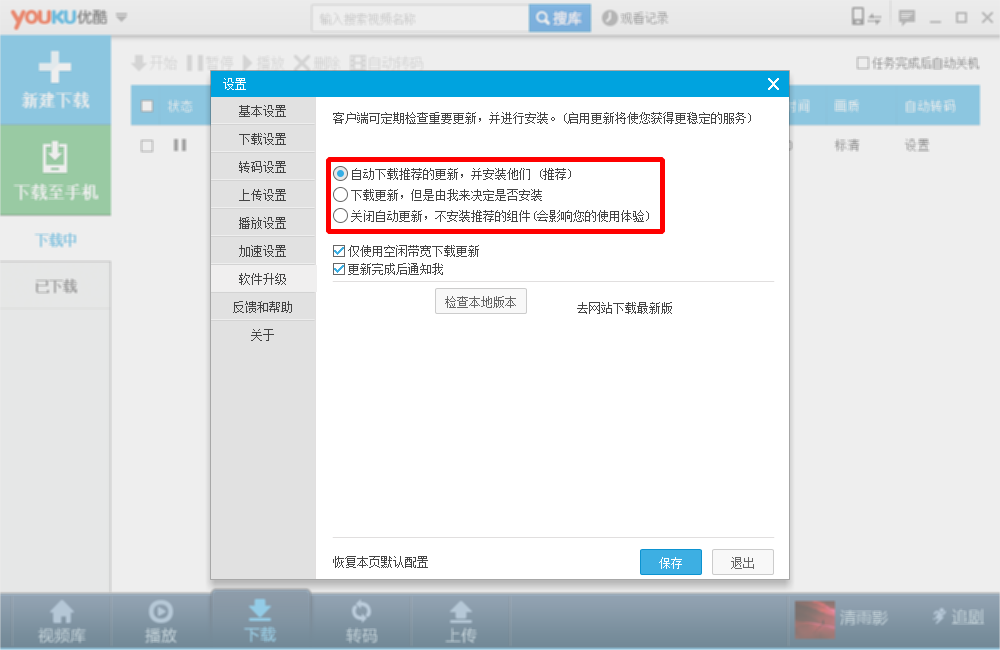 YOUKU优酷
输入搜索视频名称
搜库
观看记录
新建下载
下载至手机
下载中
已下载
开始 暂停 播放 删除 自动转码
任务完成后自动关机
状态
时间 画质 自动转码
标清 设置
设置
基本设置
下载设置
转码设置
上传设置
播放设置
加速设置
软件升级
反馈和帮助
关于
客户端可定期检查重要更新，并进行安装。（启用更新将使您获得更稳定的服务）
自动下载推荐的更新，并安装他们（推荐）
下载更新，但是由我来决定是否安装
关闭自动更新，不安装推荐的组件(会影响您的使用体验）
仅使用空闲带宽下载更新
更新完成后通知我
检查本地版本
去网站下载最新版
恢复本页默认配置
保存
退出
视频库
播放
下载
转码
上传
清雨影
追剧